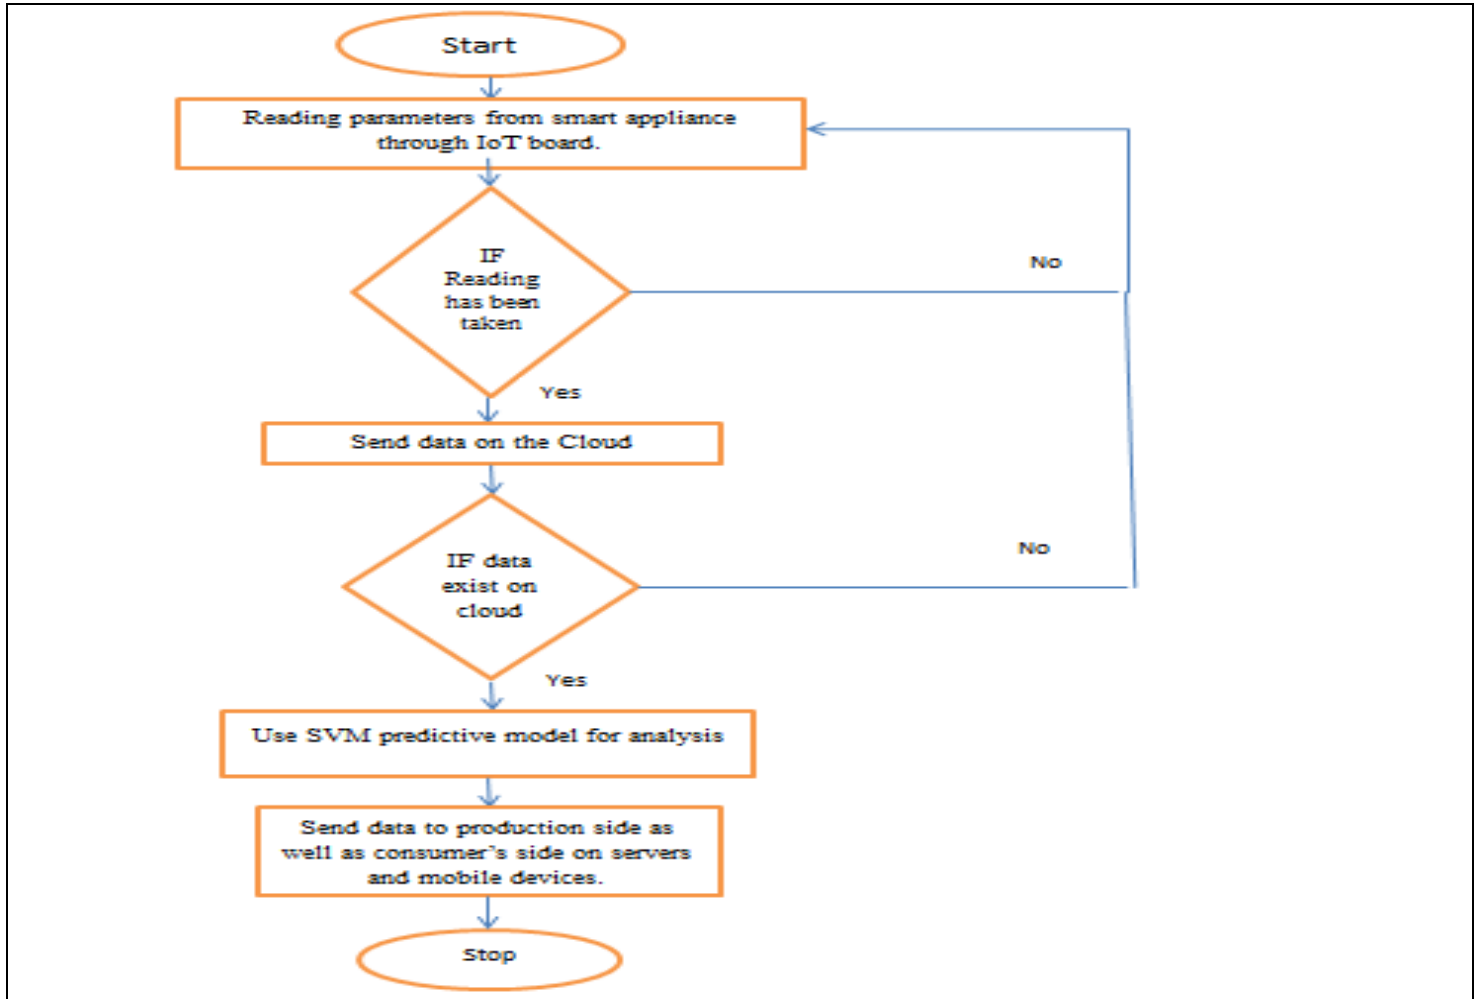 Start
Reading parameters from smart appliance
through IoT board.
IF
Reading
has been
taken
No
Yes
Send data on the Cloud
IF data
exist on
cloud
No
Yes
Use SVM predictive model for analysis
Send data to production side as
well as consumer's side on servers
and mobile devices.
Stop